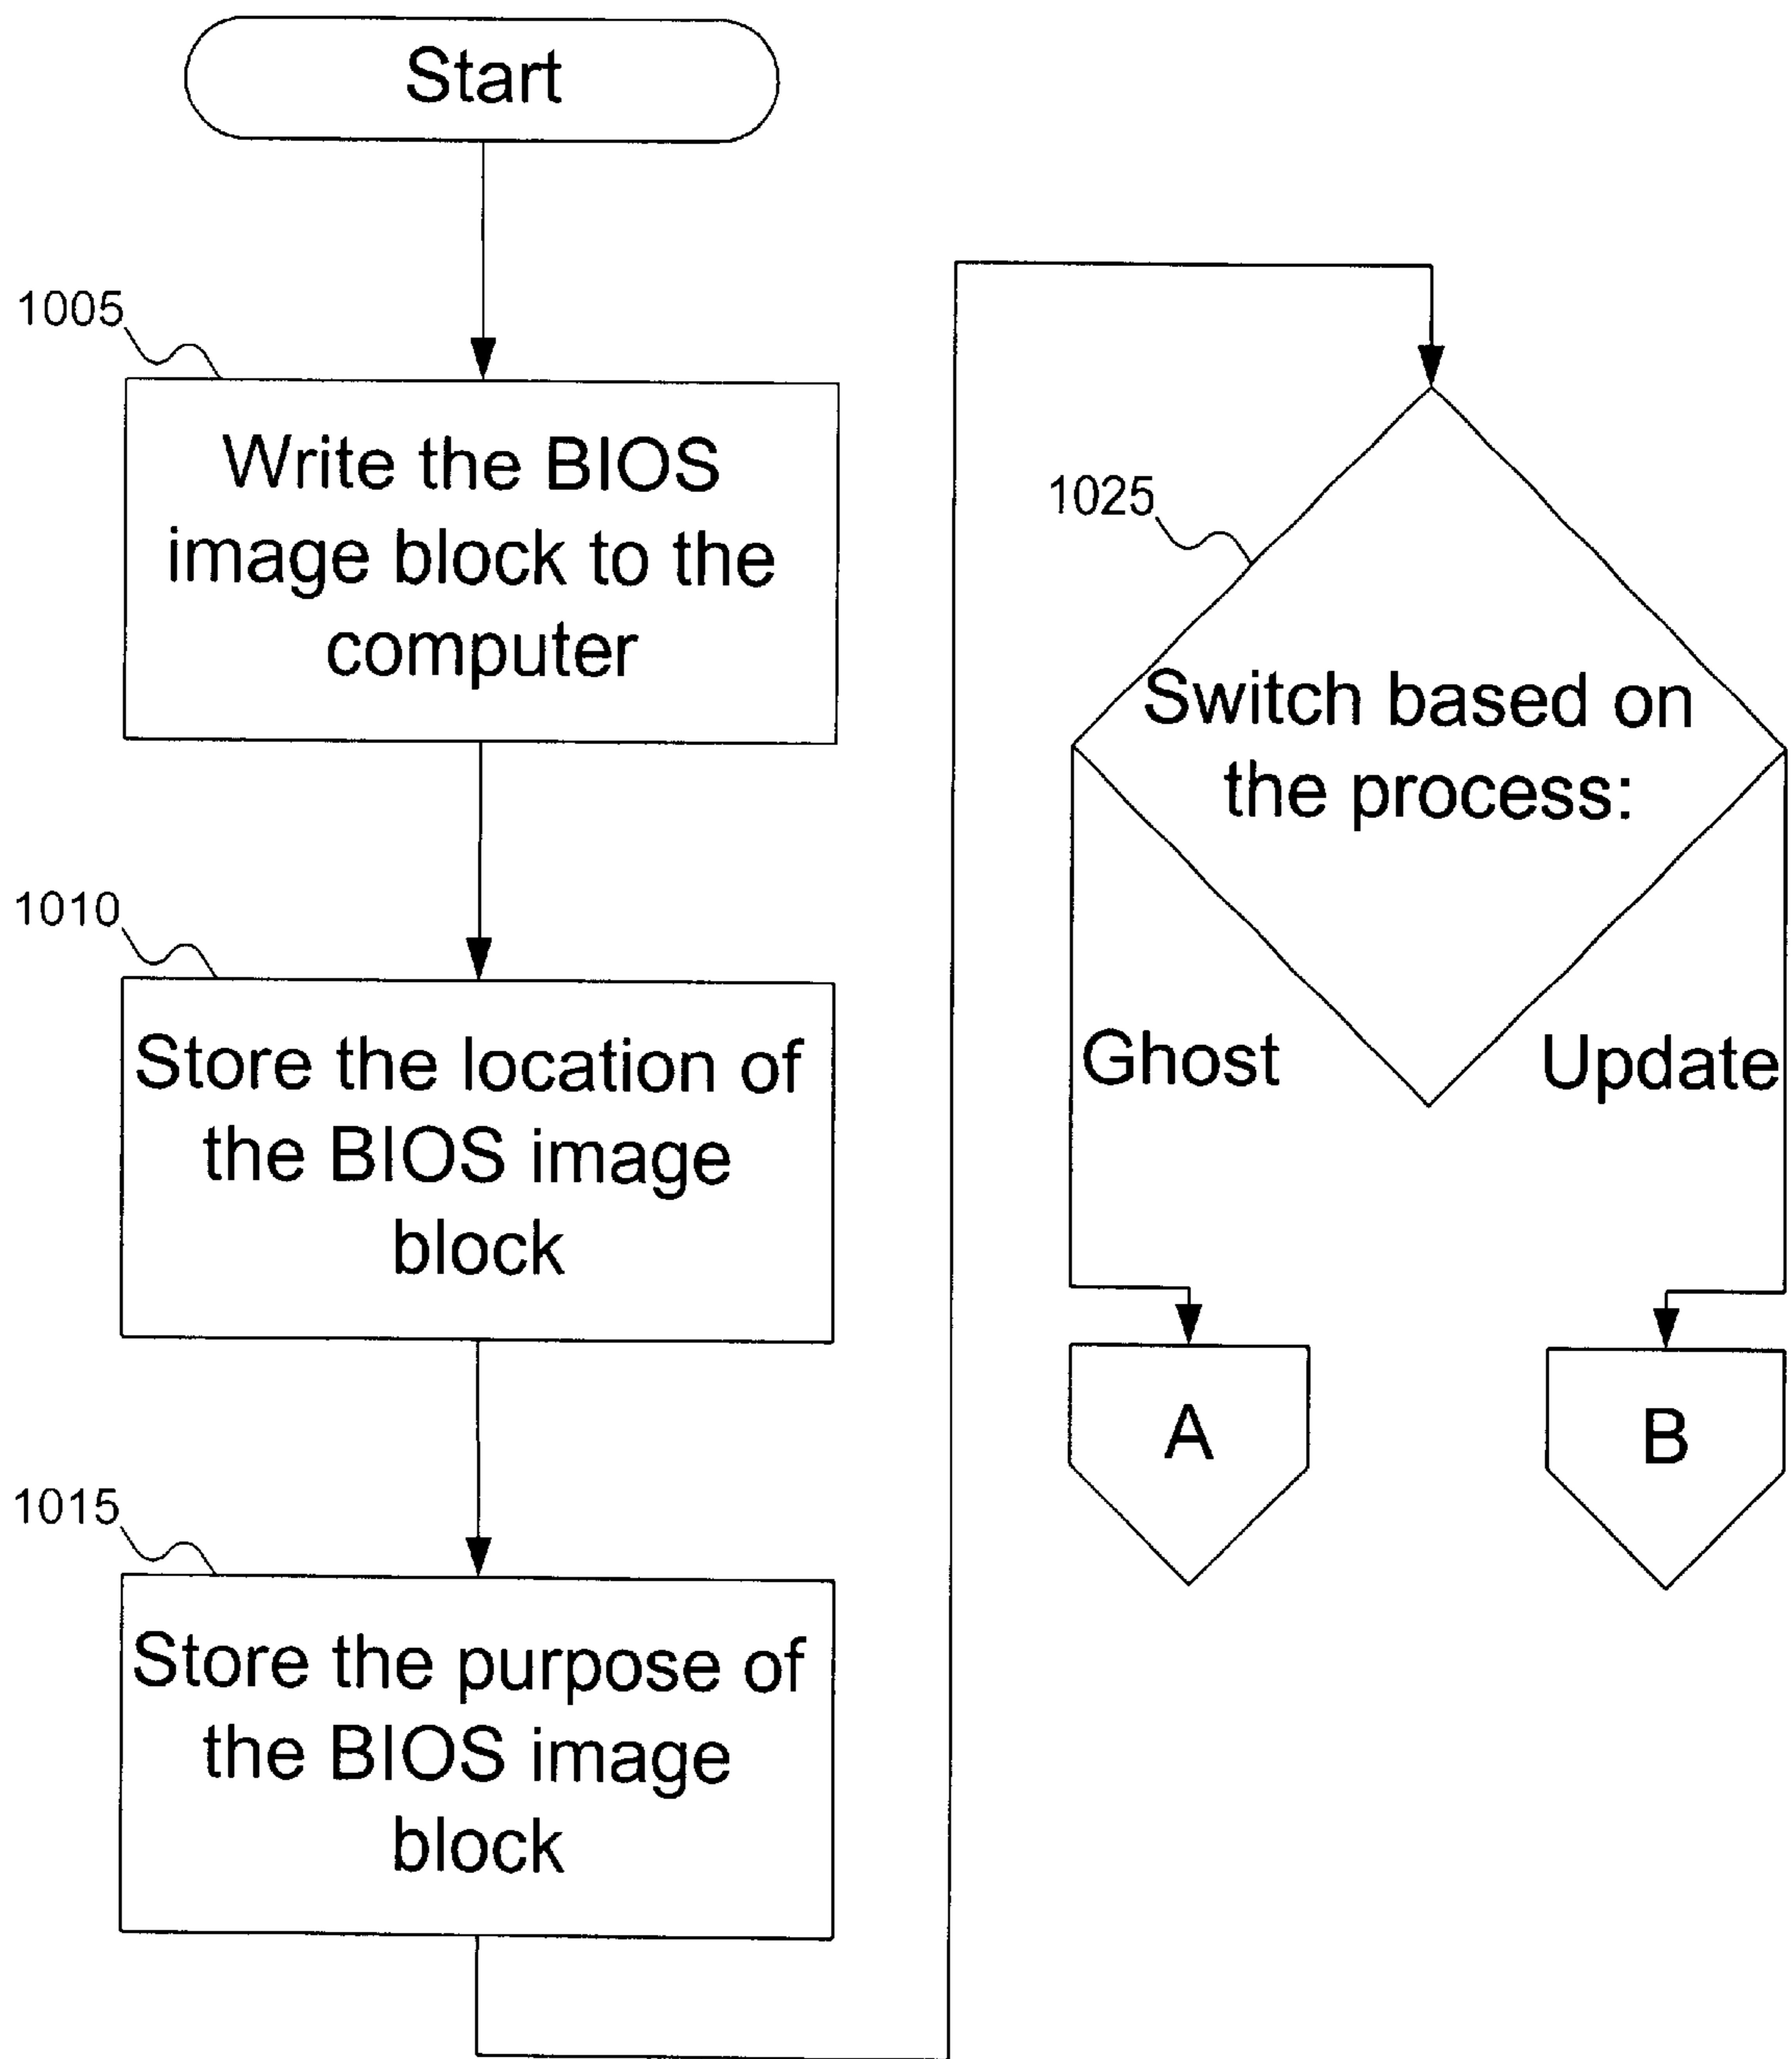 Start
1005
Write the BIOS
image block to the
computer
1010
Store the location of
the BIOS image
block
1015
Store the purpose of
the BIOS image
block
1025
Switch based on
the process:
Ghost
Update
A
B